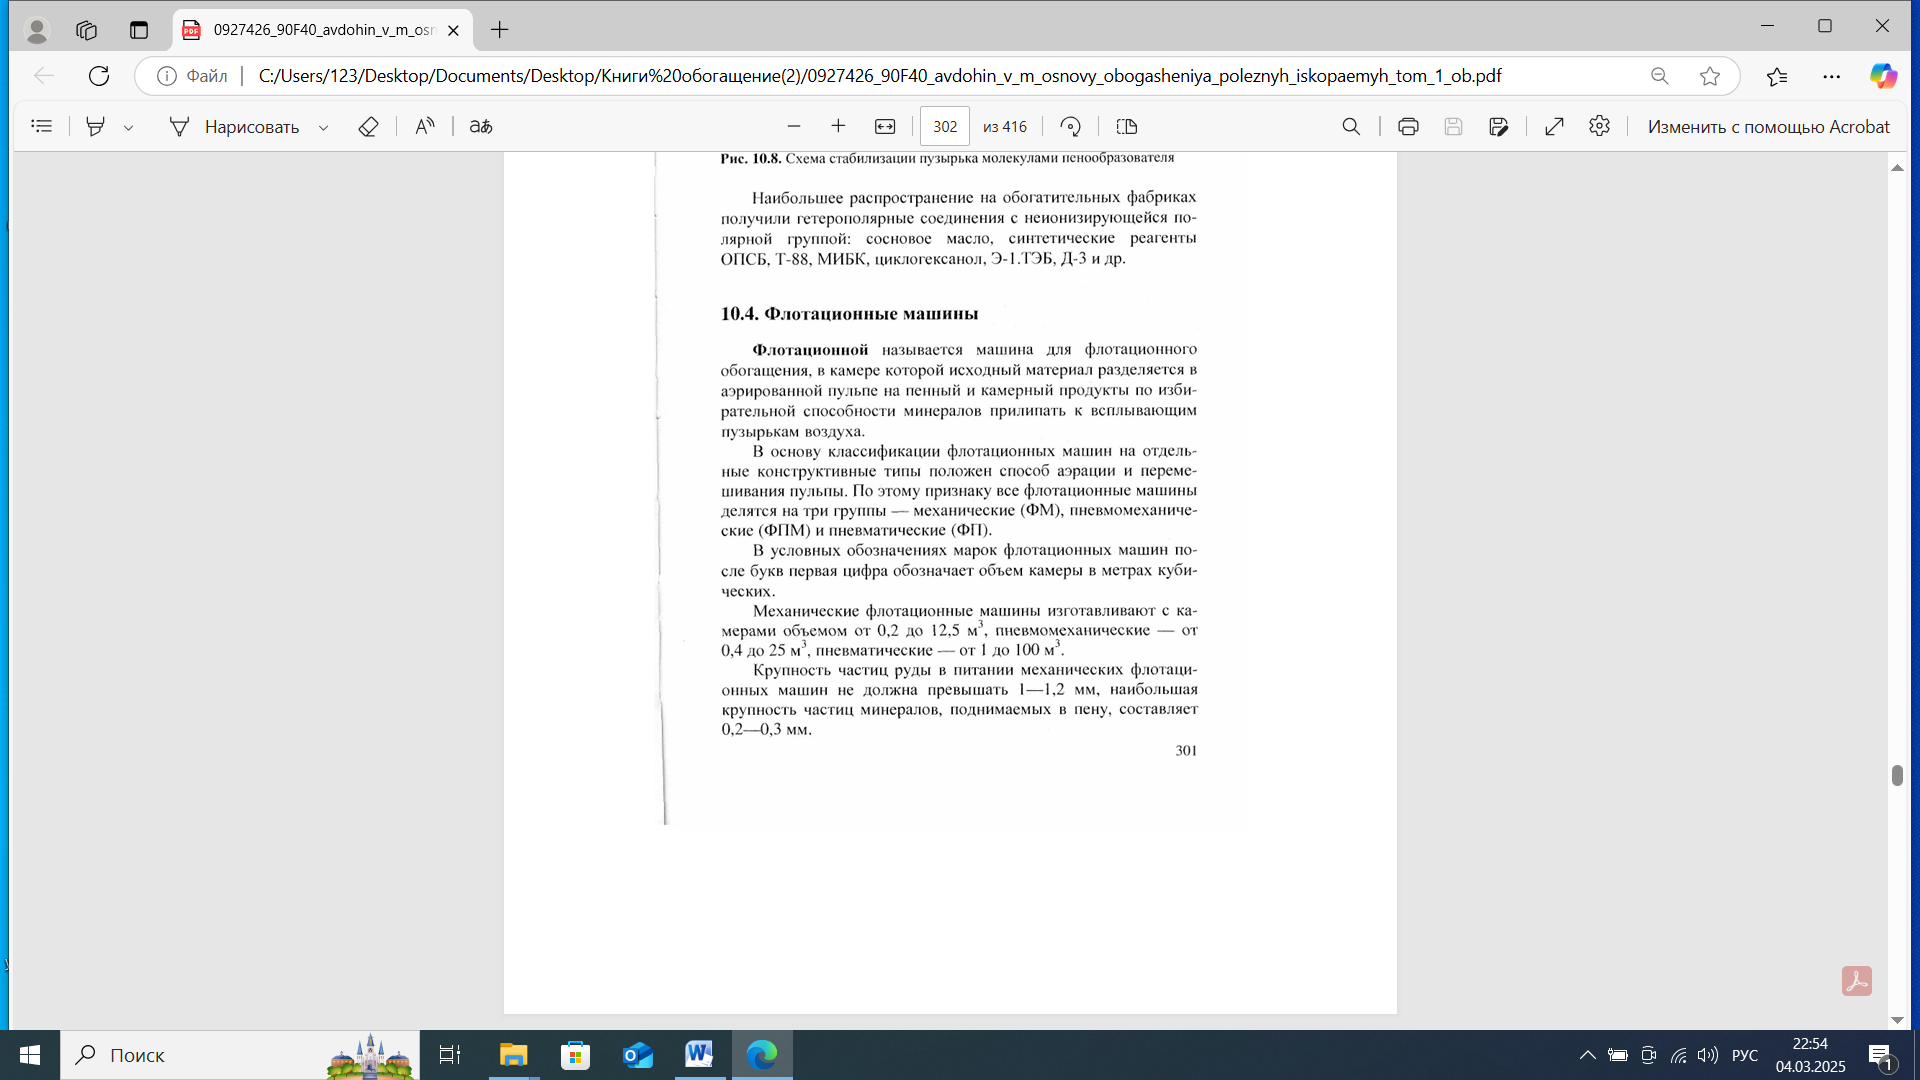 0927426_90F40_avdohin_v_m_osn
Файл
C:/Users/123/Desktop/Documents/Desktop/Книги%20обогащение(2)/0927426_90F40_avdohin_v_m_osnovy_obogasheniya_poleznyh_iskopaemyh_tom_1_ob.pdf
Нарисовать
аあ
302 из 416
Изменить с помощью Acrobat
Рис. 10.8. Схема стабилизации пузырька молекулами пенообразователя
Наибольшее распространение на обогатительных фабриках
получили гетерополярные соединения с неионизирующейся по-
лярной группой: сосновое масло, синтетические реагенты
ОПСБ, Т-88, МИБК, циклогексанол, Э-1.ТЭБ, Д-3 и др.
10.4. Флотационные машины
Флотационной называется машина для флотационного
обогащения, в камере которой исходный материал разделяется в
аэрированной пульпе на пенный и камерный продукты по изби-
рательной способности минералов прилипать к всплывающим
пузырькам воздуха.
В основу классификации флотационных машин на отдель-
ные конструктивные типы положен способ аэрации и переме-
шивания пульпы. По этому признаку все флотационные машины
делятся на три группы — механические (ФМ), пневмомеханиче-
ские (ФПМ) и пневматические (ФП).
В условных обозначениях марок флотационных машин по-
сле букв первая цифра обозначает объем камеры в метрах куби-
ческих.
Механические флотационные машины изготавливают с ка-
мерами объемом от 0,2 до 12,5 м³, пневмомеханические — от
0,4 до 25 м³, пневматические — от 1 до 100 м³.
Крупность частиц руды в питании механических флотаци-
онных машин не должна превышать 1—1,2 мм, наибольшая
крупность частиц минералов, поднимаемых в пену, составляет
0,2—0,3 мм.
301
Поиск
РУС
22:54
04.03.2025
1